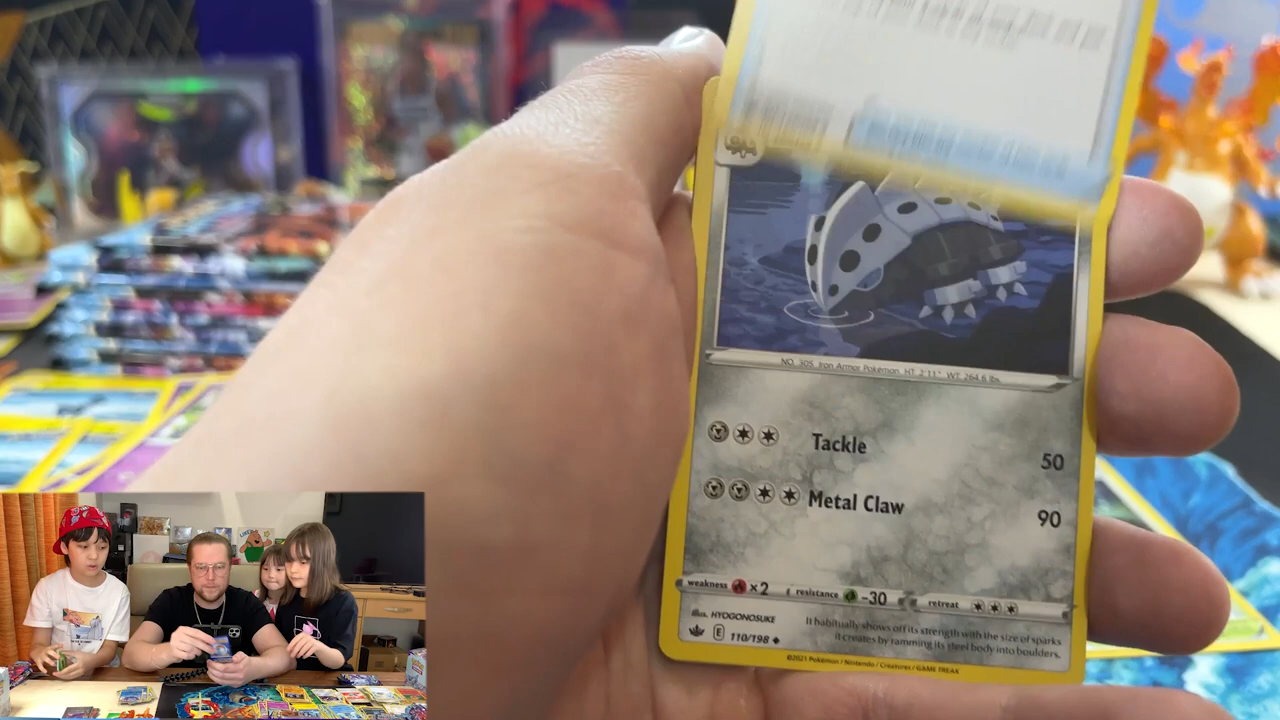 NO. 305 Iron Armor Pokémon HT: 2'11" WT: 264.6 lbs.
Tackle 50
Metal Claw 90
weakness ×2 resistance -30 retreat
illus. HYGONOSUKE
E 110/198
It habitually shows off its strength with the size of sparks
it creates by ramming its steel body into boulders.
©2021 Pokémon / Nintendo / Creatures / GAME FREAK